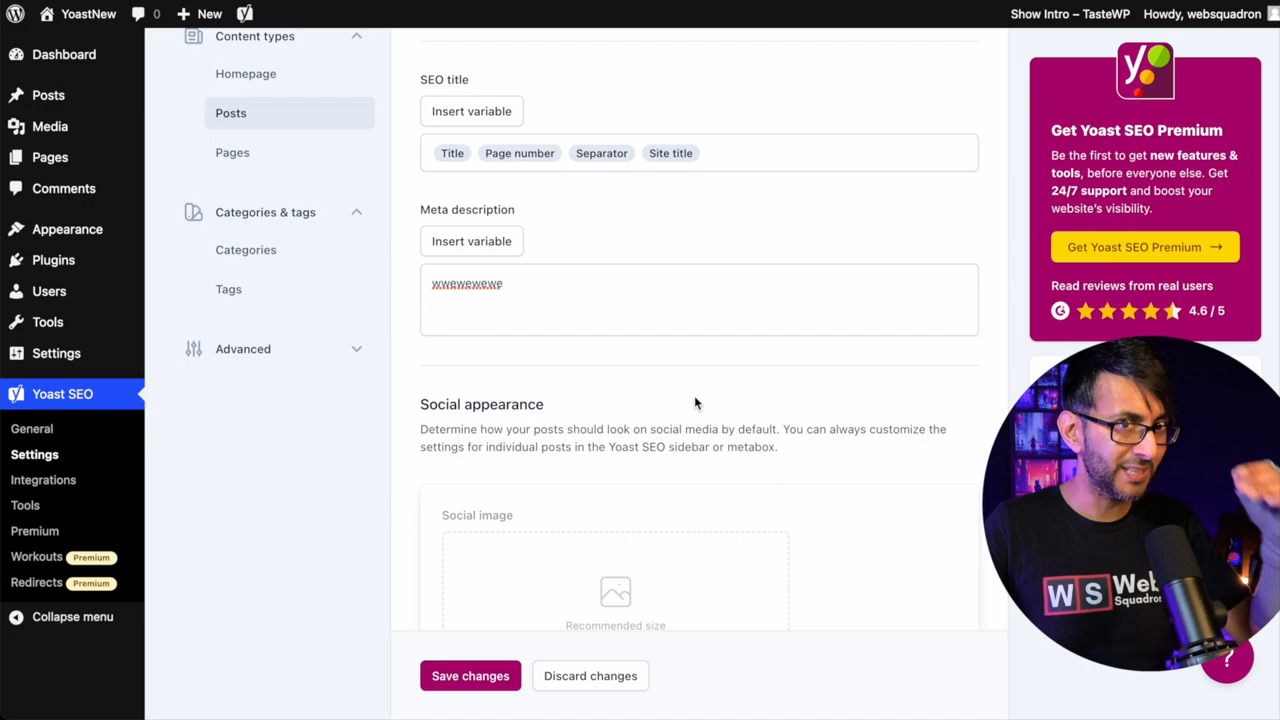 YoastNew
0
New
Show Intro – TasteWP
Howdy, websquadron
Dashboard
Posts
Media
Pages
Comments
Appearance
Plugins
Users
Tools
Settings
Yoast SEO
General
Settings
Integrations
Tools
Premium
Workouts Premium
Redirects Premium
Collapse menu
Content types
Homepage
Posts
Pages
Categories & tags
Categories
Tags
Advanced
SEO title
Insert variable
Title Page number Separator Site title
Meta description
Insert variable
wwewewewe
Social appearance
Determine how your posts should look on social media by default. You can always customize the
settings for individual posts in the Yoast SEO sidebar or metabox.
Social image
Recommended size
Save changes
Discard changes
y
Get Yoast SEO Premium
Be the first to get new features &
tools, before everyone else. Get
24/7 support and boost your
website's visibility.
Get Yoast SEO Premium →
Read reviews from real users
4.6 / 5
W S Web
Squadron
?